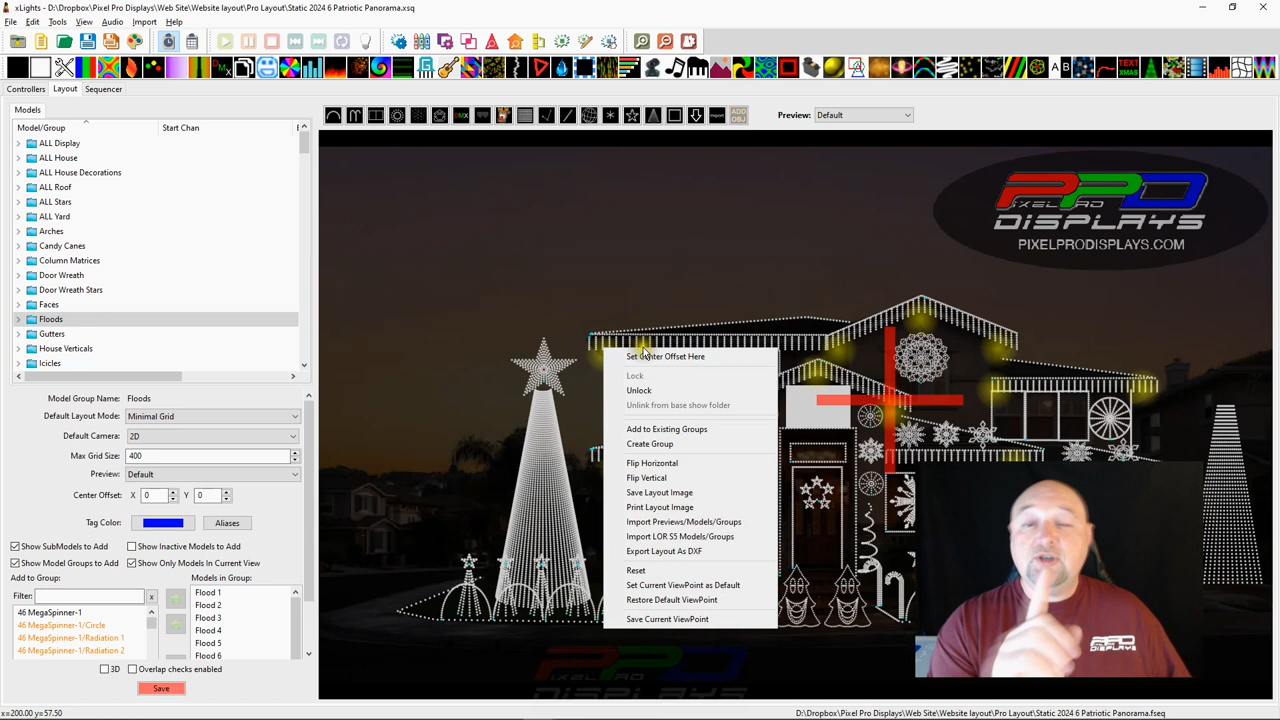 xLights - D:\Dropbox\Pixel Pro Displays\Web Site\Website layout\Pro Layout\Static 2024 6 Patriotic Panorama.xsq
File Edit Tools View Audio Import Help
Controllers Layout Sequencer
Models
Preview: Default
Model/Group Start Chan
ALL Display
ALL House
ALL House Decorations
ALL Roof
ALL Stars
ALL Yard
Arches
Candy Canes
Column Matrices
Door Wreath
Door Wreath Stars
Faces
Floods
Gutters
House Verticals
Icicles
Model Group Name: Floods
Default Layout Mode: Minimal Grid
Default Camera: 2D
Max Grid Size: 400
Preview: Default
Center Offset: X 0 Y 0
Tag Color: Aliases
Show SubModels to Add Show Inactive Models to Add
Show Model Groups to Add Show Only Models In Current View
Add to Group: Models in Group:
Filter: x
46 MegaSpinner-1
46 MegaSpinner-1/Circle
46 MegaSpinner-1/Radiation 1
46 MegaSpinner-1/Radiation 2
Flood 1
Flood 2
Flood 3
Flood 4
Flood 5
Flood 6
3D Overlap checks enabled
Save
Set Center Offset Here
Lock
Unlock
Unlink from base show folder
Add to Existing Groups
Create Group
Flip Horizontal
Flip Vertical
Save Layout Image
Print Layout Image
Import Previews/Models/Groups
Import LOR S5 Models/Groups
Export Layout As DXF
Reset
Set Current ViewPoint as Default
Restore Default ViewPoint
Save Current ViewPoint
PPD
PIXEL PRO
DISPLAYS
PIXELPRODISPLAYS.COM
PPD
DISPLAYS
x=200.00 y=57.50
D:\Dropbox\Pixel Pro Displays\Web Site\Website layout\Pro Layout\Static 2024 6 Patriotic Panorama.fseq